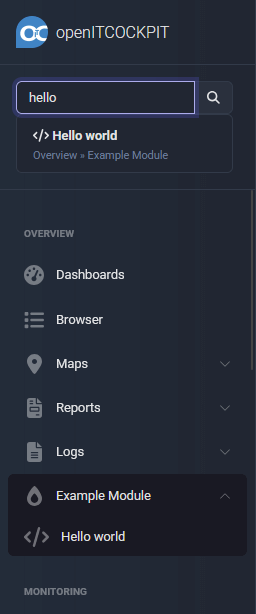 openITCOCKPIT
hello
</> Hello world
Overview » Example Module
OVERVIEW
Dashboards
Browser
Maps
Reports
Logs
Example Module
</> Hello world
MONITORING